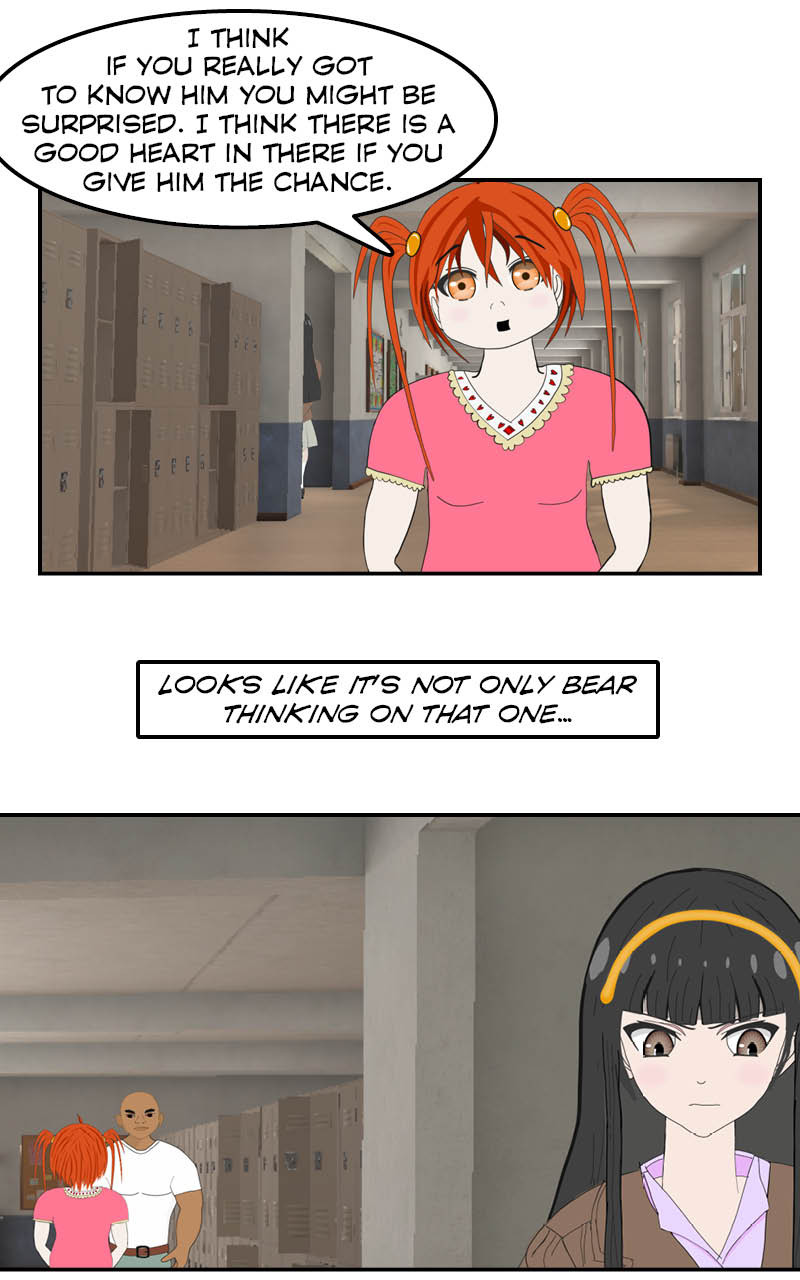 I THINK
IF YOU REALLY GOT
TO KNOW HIM YOU MIGHT BE
SURPRISED. I THINK THERE IS A
GOOD HEART IN THERE IF YOU
GIVE HIM THE CHANCE.
LOOKS LIKE IT'S NOT ONLY BEAR
THINKING ON THAT ONE...